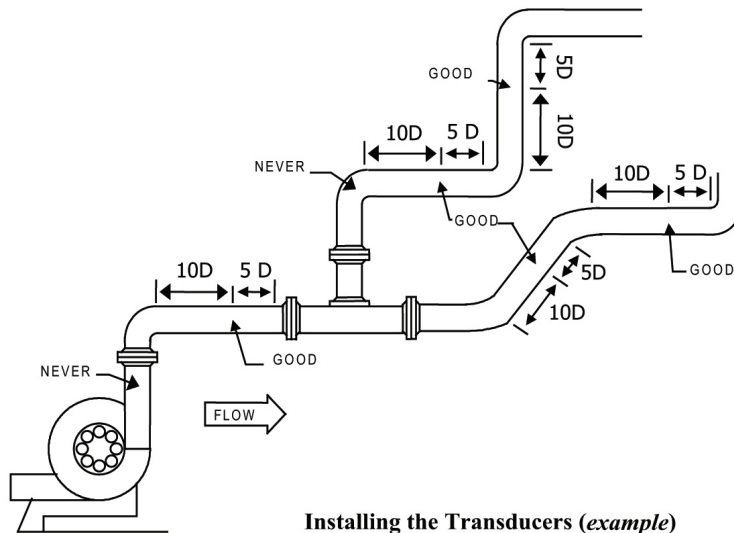 GOOD
5D
10D
10D 5 D
NEVER
GOOD
10D 5 D
GOOD
5D
10D
10D 5 D
GOOD
NEVER
FLOW
Installing the Transducers (example)